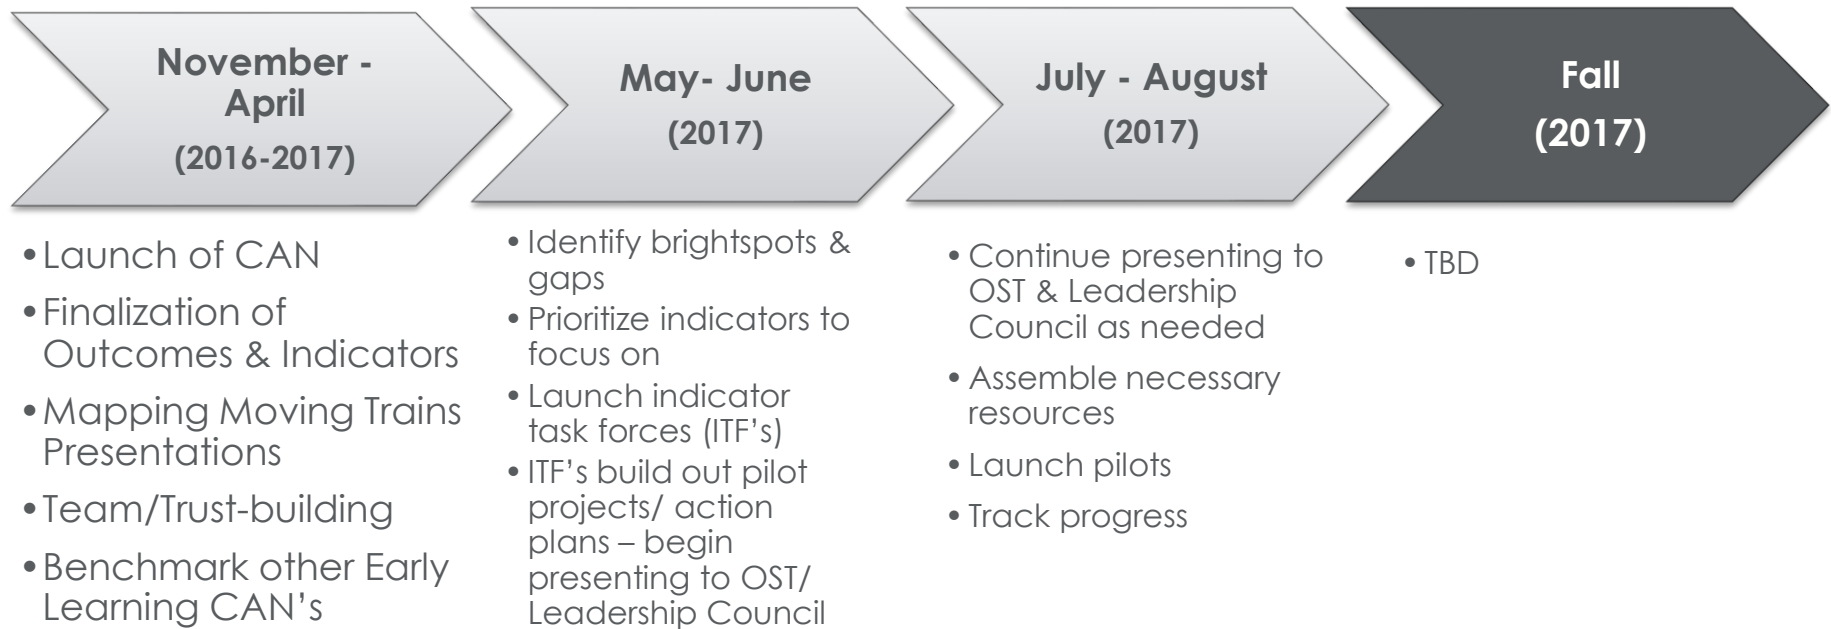 November -
April
(2016-2017)
•Launch of CAN
•Finalization of
Outcomes & Indicators
•Mapping Moving Trains
Presentations
•Team/Trust-building
•Benchmark other Early
Learning CAN’s
May- June
(2017)
•Identify brightspots &
gaps
•Prioritize indicators to
focus on
•Launch indicator
task forces (ITF’s)
•ITF’s build out pilot
projects/ action
plans – begin
presenting to OST/
Leadership Council
July - August
(2017)
•Continue presenting to
OST & Leadership
Council as needed
•Assemble necessary
resources
•Launch pilots
•Track progress
Fall
(2017)
•TBD